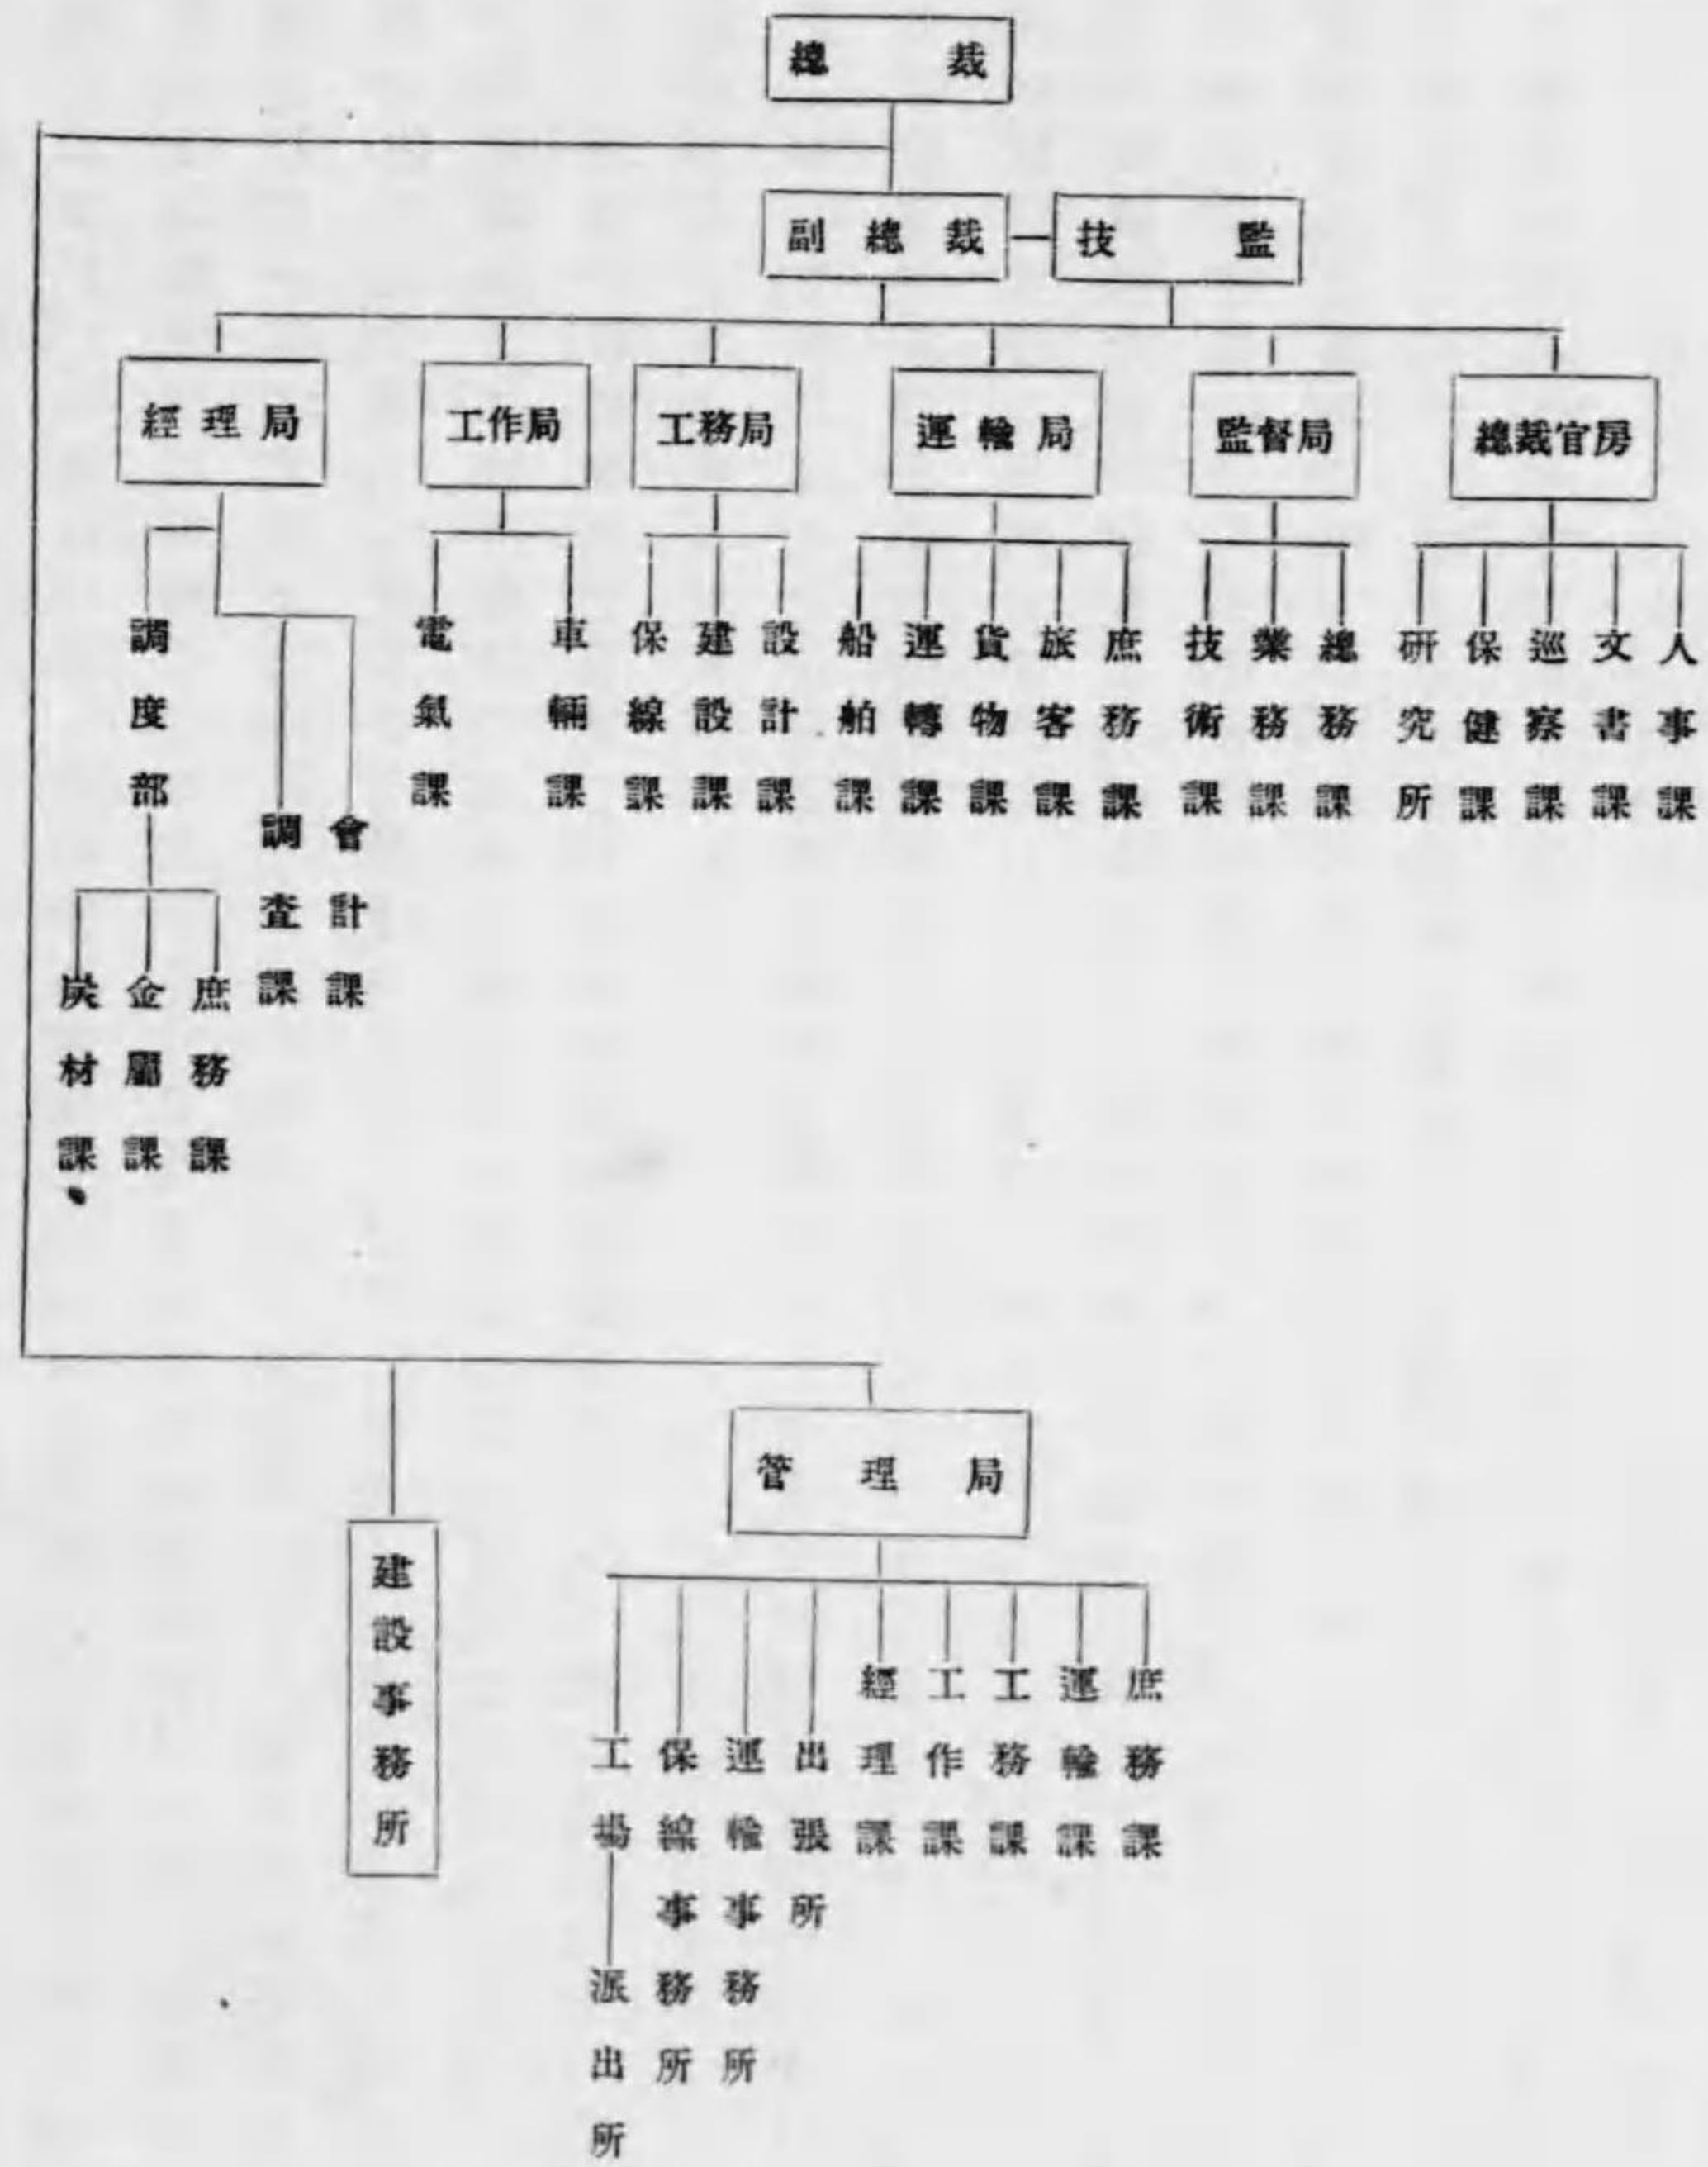 總裁
副總裁
技監
總裁官房
監督局
運輸局
工務局
工作局
經理局
人事課
文書課
巡察課
保健課
研究所
總務課
業務課
技術課
庶務課
旅客課
貨物課
運轉課
船舶課
設計課
建設課
保線課
車輛課
電氣課
會計課
調査課
調度部
庶務課
金屬課
炭材課
管理局
建設事務所
庶務課
運輸課
工務課
工作課
經理課
出張所
運輸事務所
保線事務所
工場
派出所